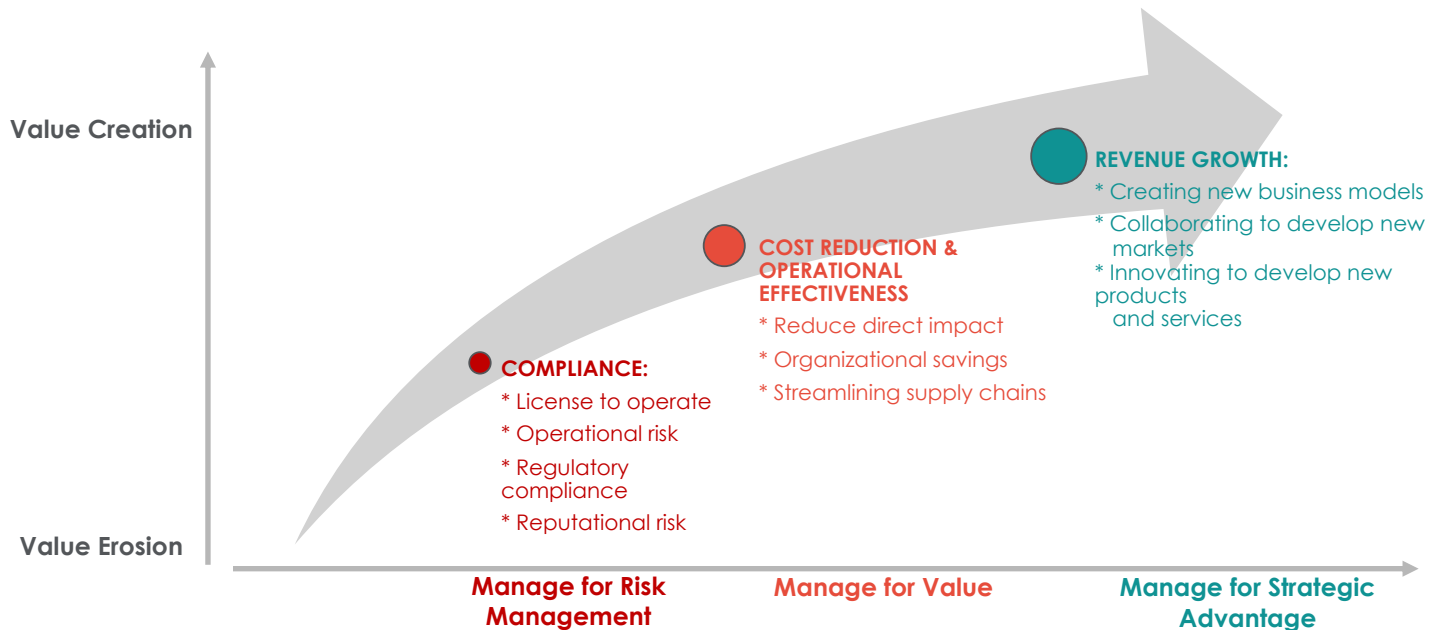 Value Creation
Value Erosion
REVENUE GROWTH:
* Creating new business models
* Collaborating to develop new
markets
* Innovating to develop new
products
and services
COST REDUCTION &
OPERATIONAL
EFFECTIVENESS
* Reduce direct impact
* Organizational savings
* Streamlining supply chains
COMPLIANCE:
* License to operate
* Operational risk
* Regulatory
compliance
* Reputational risk
Manage for Risk
Management
Manage for Value
Manage for Strategic
Advantage